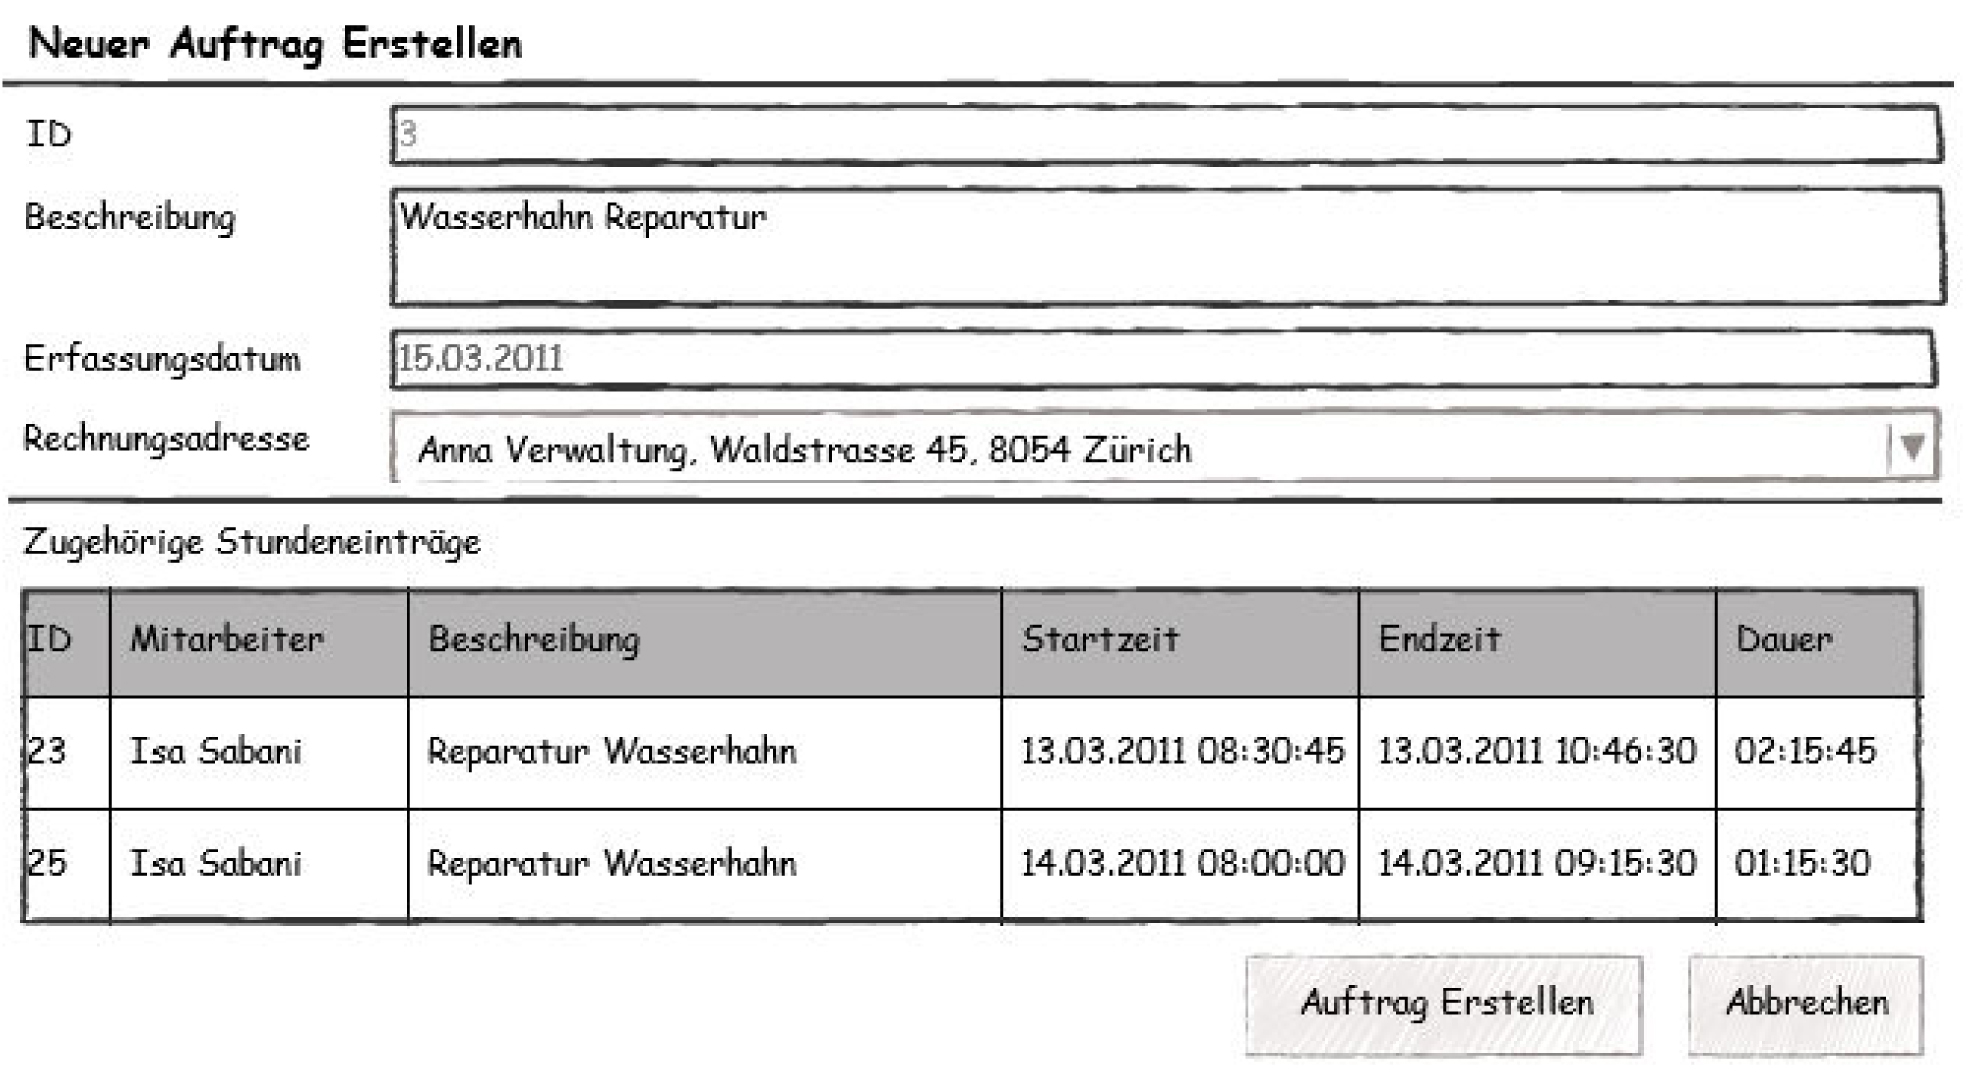 Neuer Auftrag Erstellen
ID 3
Beschreibung Wasserhahn Reparatur
Erfassungsdatum 15.03.2011
Rechnungsadresse Anna Verwaltung, Waldstrasse 45, 8054 Zürich
Zugehörige Stundeneinträge
ID Mitarbeiter Beschreibung Startzeit Endzeit Dauer
23 Isa Sabani Reparatur Wasserhahn 13.03.2011 08:30:45 13.03.2011 10:46:30 02:15:45
25 Isa Sabani Reparatur Wasserhahn 14.03.2011 08:00:00 14.03.2011 09:15:30 01:15:30
Auftrag Erstellen Abbrechen